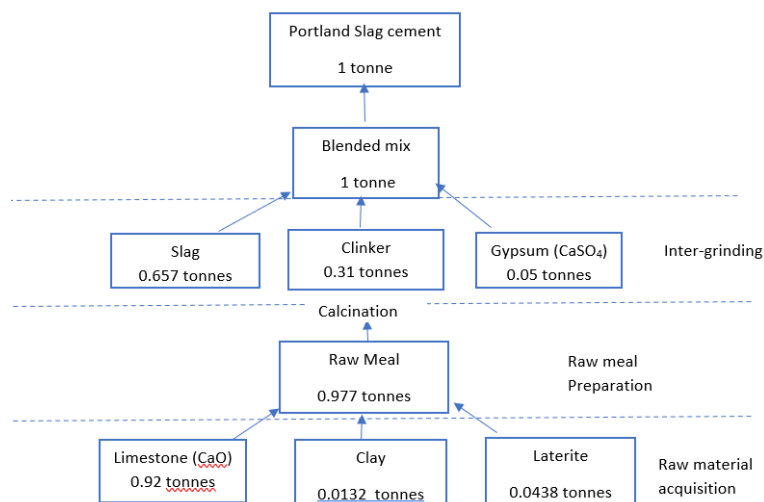 Portland Slag cement
1 tonne
Blended mix
1 tonne
Slag
0.657 tonnes
Clinker
0.31 tonnes
Gypsum (CaSO₄)
0.05 tonnes
Inter-grinding
Calcination
Raw Meal
0.977 tonnes
Raw meal
Preparation
Limestone (CaO)
0.92 tonnes
Clay
0.0132 tonnes
Laterite
0.0438 tonnes
Raw material
acquisition